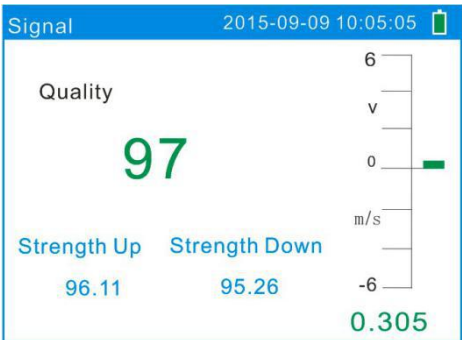 Signal 2015-09-09 10:05:05
6
Quality
v
97
0
m/s
Strength Up Strength Down
96.11 95.26
-6
0.305